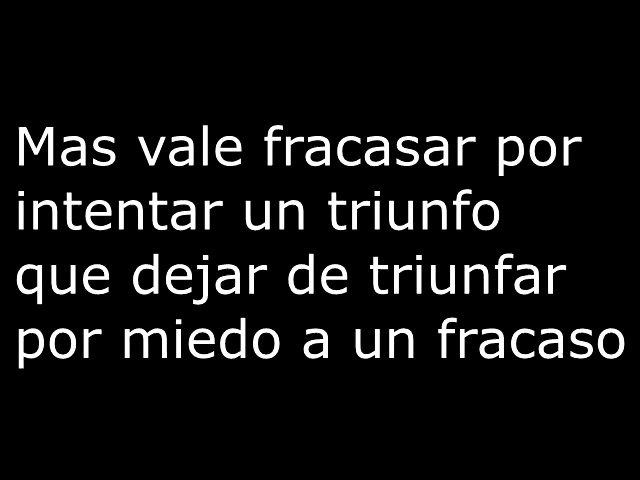 Mas vale fracasar por
intentar un triunfo
que dejar de triunfar
por miedo a un fracaso